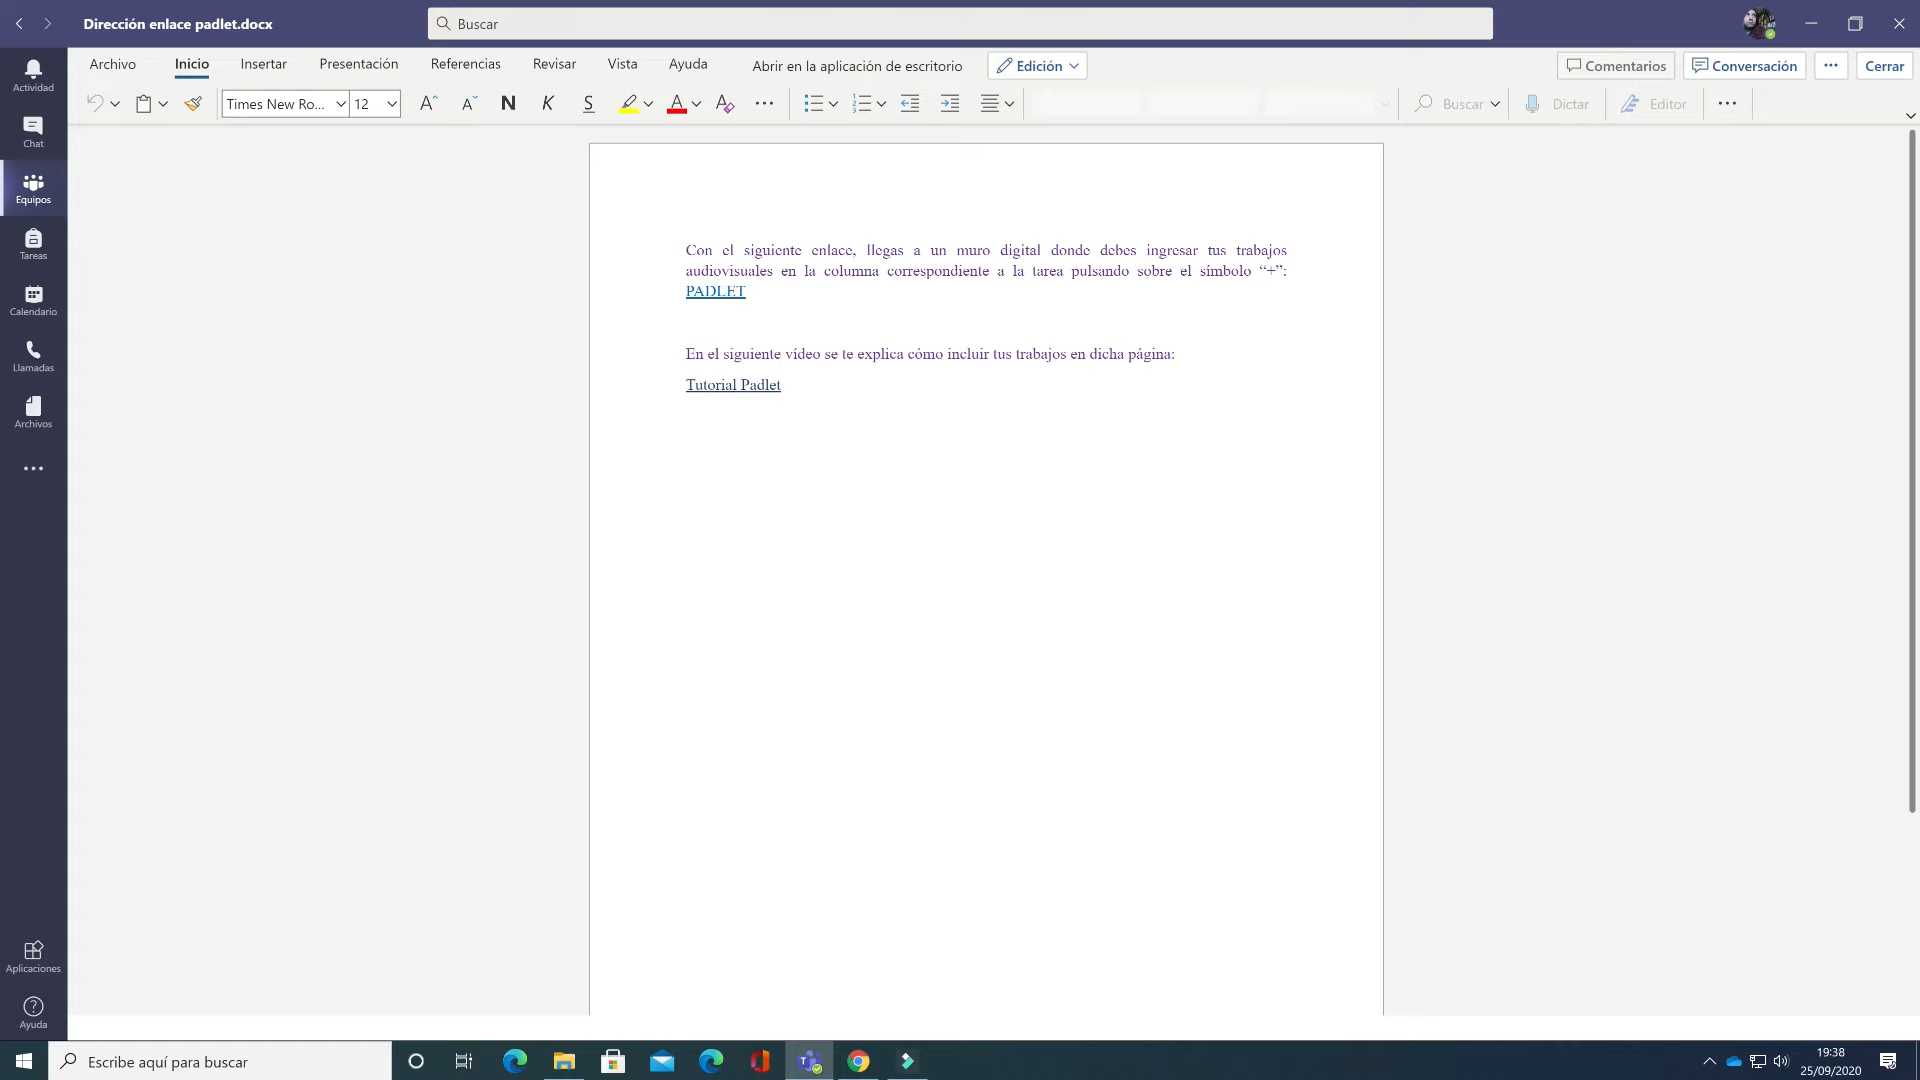 Dirección enlace padlet.docx
Buscar
Archivo Inicio Insertar Presentación Referencias Revisar Vista Ayuda Abrir en la aplicación de escritorio Edición Comentarios Conversación Cerrar
Times New Ro... 12 N K S Buscar Dictar Editor
Actividad
Chat
Equipos
Tareas
Calendario
Llamadas
Archivos
Con el siguiente enlace, llegas a un muro digital donde debes ingresar tus trabajos
audiovisuales en la columna correspondiente a la tarea pulsando sobre el símbolo “+”:
PADLET
En el siguiente vídeo se te explica cómo incluir tus trabajos en dicha página:
Tutorial Padlet
Aplicaciones
Ayuda
Escribe aquí para buscar
19:38
25/09/2020